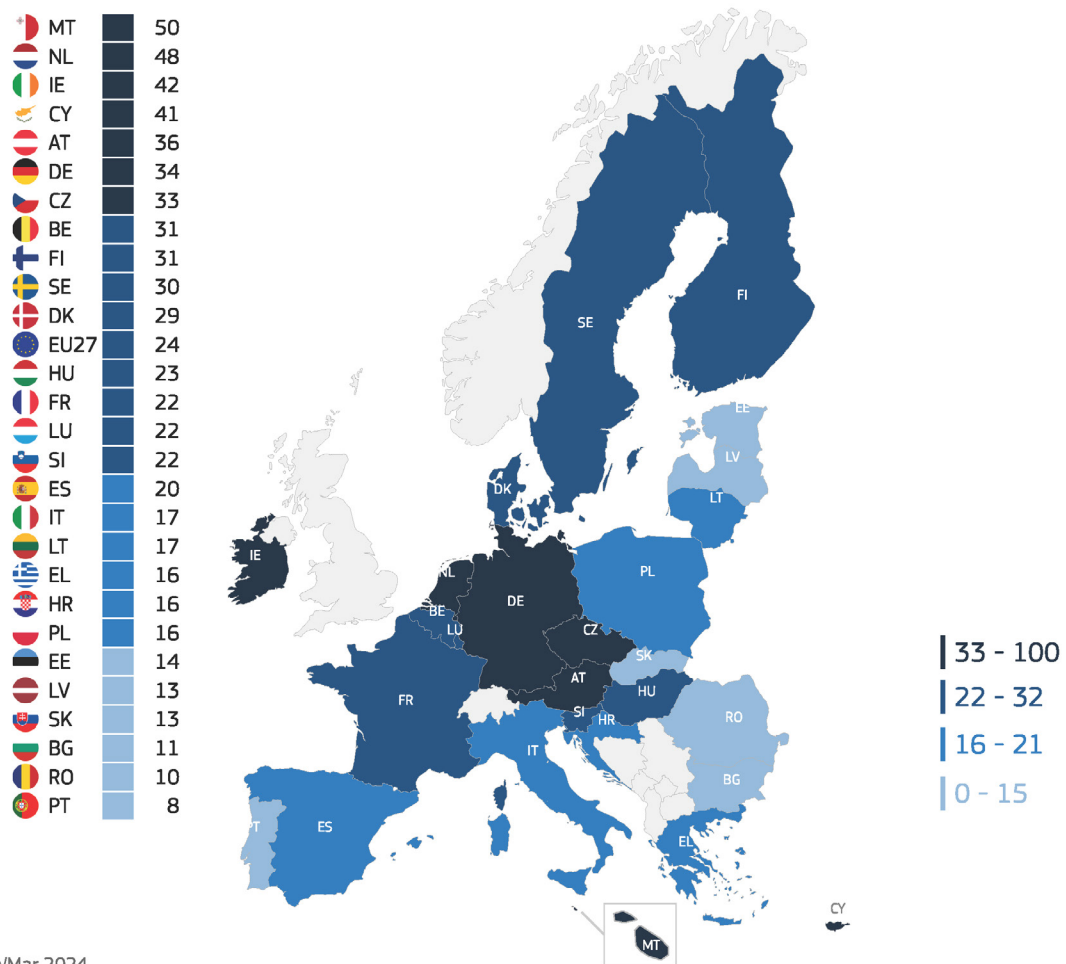 MT 50
NL 48
IE 42
CY 41
AT 36
DE 34
CZ 33
BE 31
FI 31
SE 30
DK 29
EU27 24
HU 23
FR 22
LU 22
SI 22
ES 20
IT 17
LT 17
EL 16
HR 16
PL 16
EE 14
LV 13
SK 13
BG 11
RO 10
PT 8
FI
SE
EE
LV
DK
LT
IE
NL
PL
DE
BE
LU
CZ
SK
AT
HU
FR
SI
HR
RO
IT
BG
ES
EL
CY
MT
33 - 100
22 - 32
16 - 21
0 - 15
Mar 2024